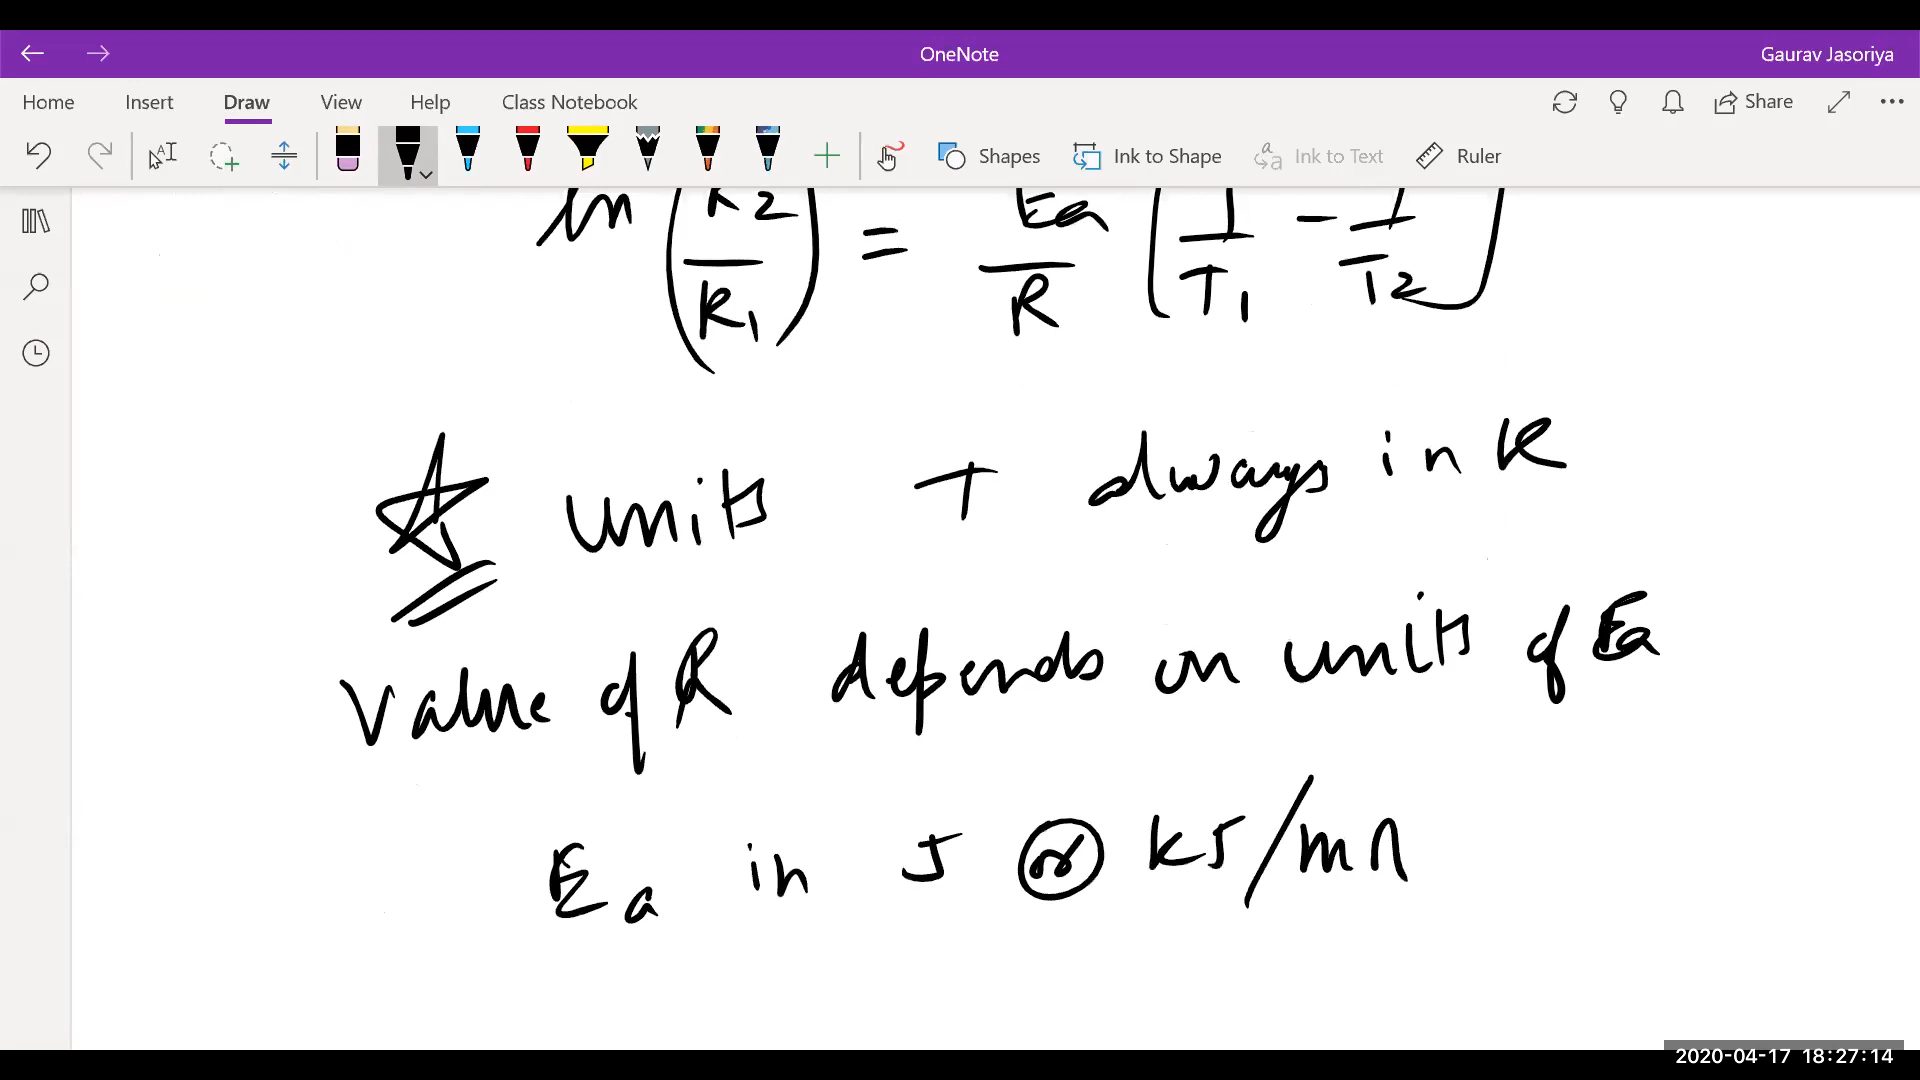 OneNote
Gaurav Jasoriya
Home Insert Draw View Help Class Notebook Share
Shapes Ink to Shape Ink to Text Ruler
ln (K2/K1) = Ea/R (1/T1 - 1/T2)
units T always in K
Value of R depends on units of Ea
Ea in J or kJ/m
2020-04-17 18:27:14